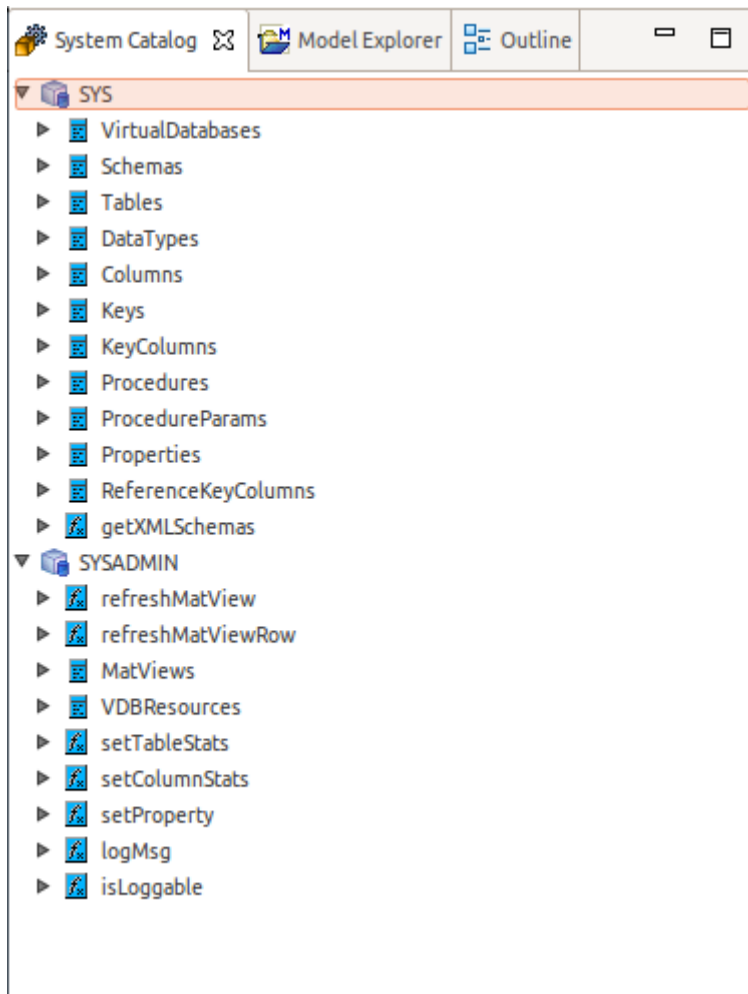 System Catalog Model Explorer Outline
SYS
VirtualDatabases
Schemas
Tables
DataTypes
Columns
Keys
KeyColumns
Procedures
ProcedureParams
Properties
ReferenceKeyColumns
getXMLSchemas
SYSADMIN
refreshMatView
refreshMatViewRow
MatViews
VDBResources
setTableStats
setColumnStats
setProperty
logMsg
isLoggable